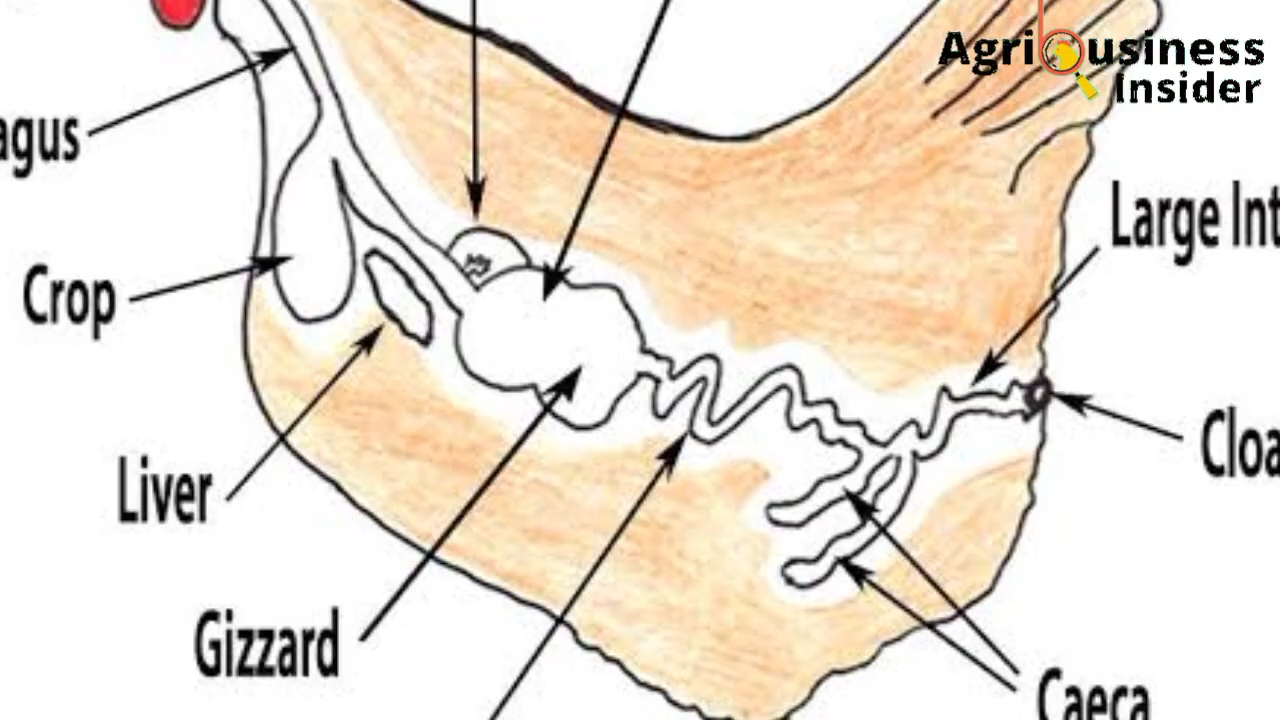 Agribusiness
Insider
agus
Large Int
Crop
Cloa
Liver
Gizzard
Caeca